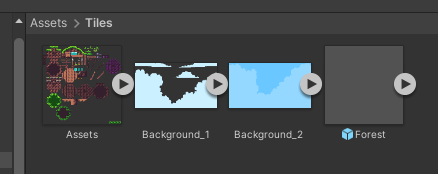 Assets > Tiles
Assets
Background_1
Background_2
Forest